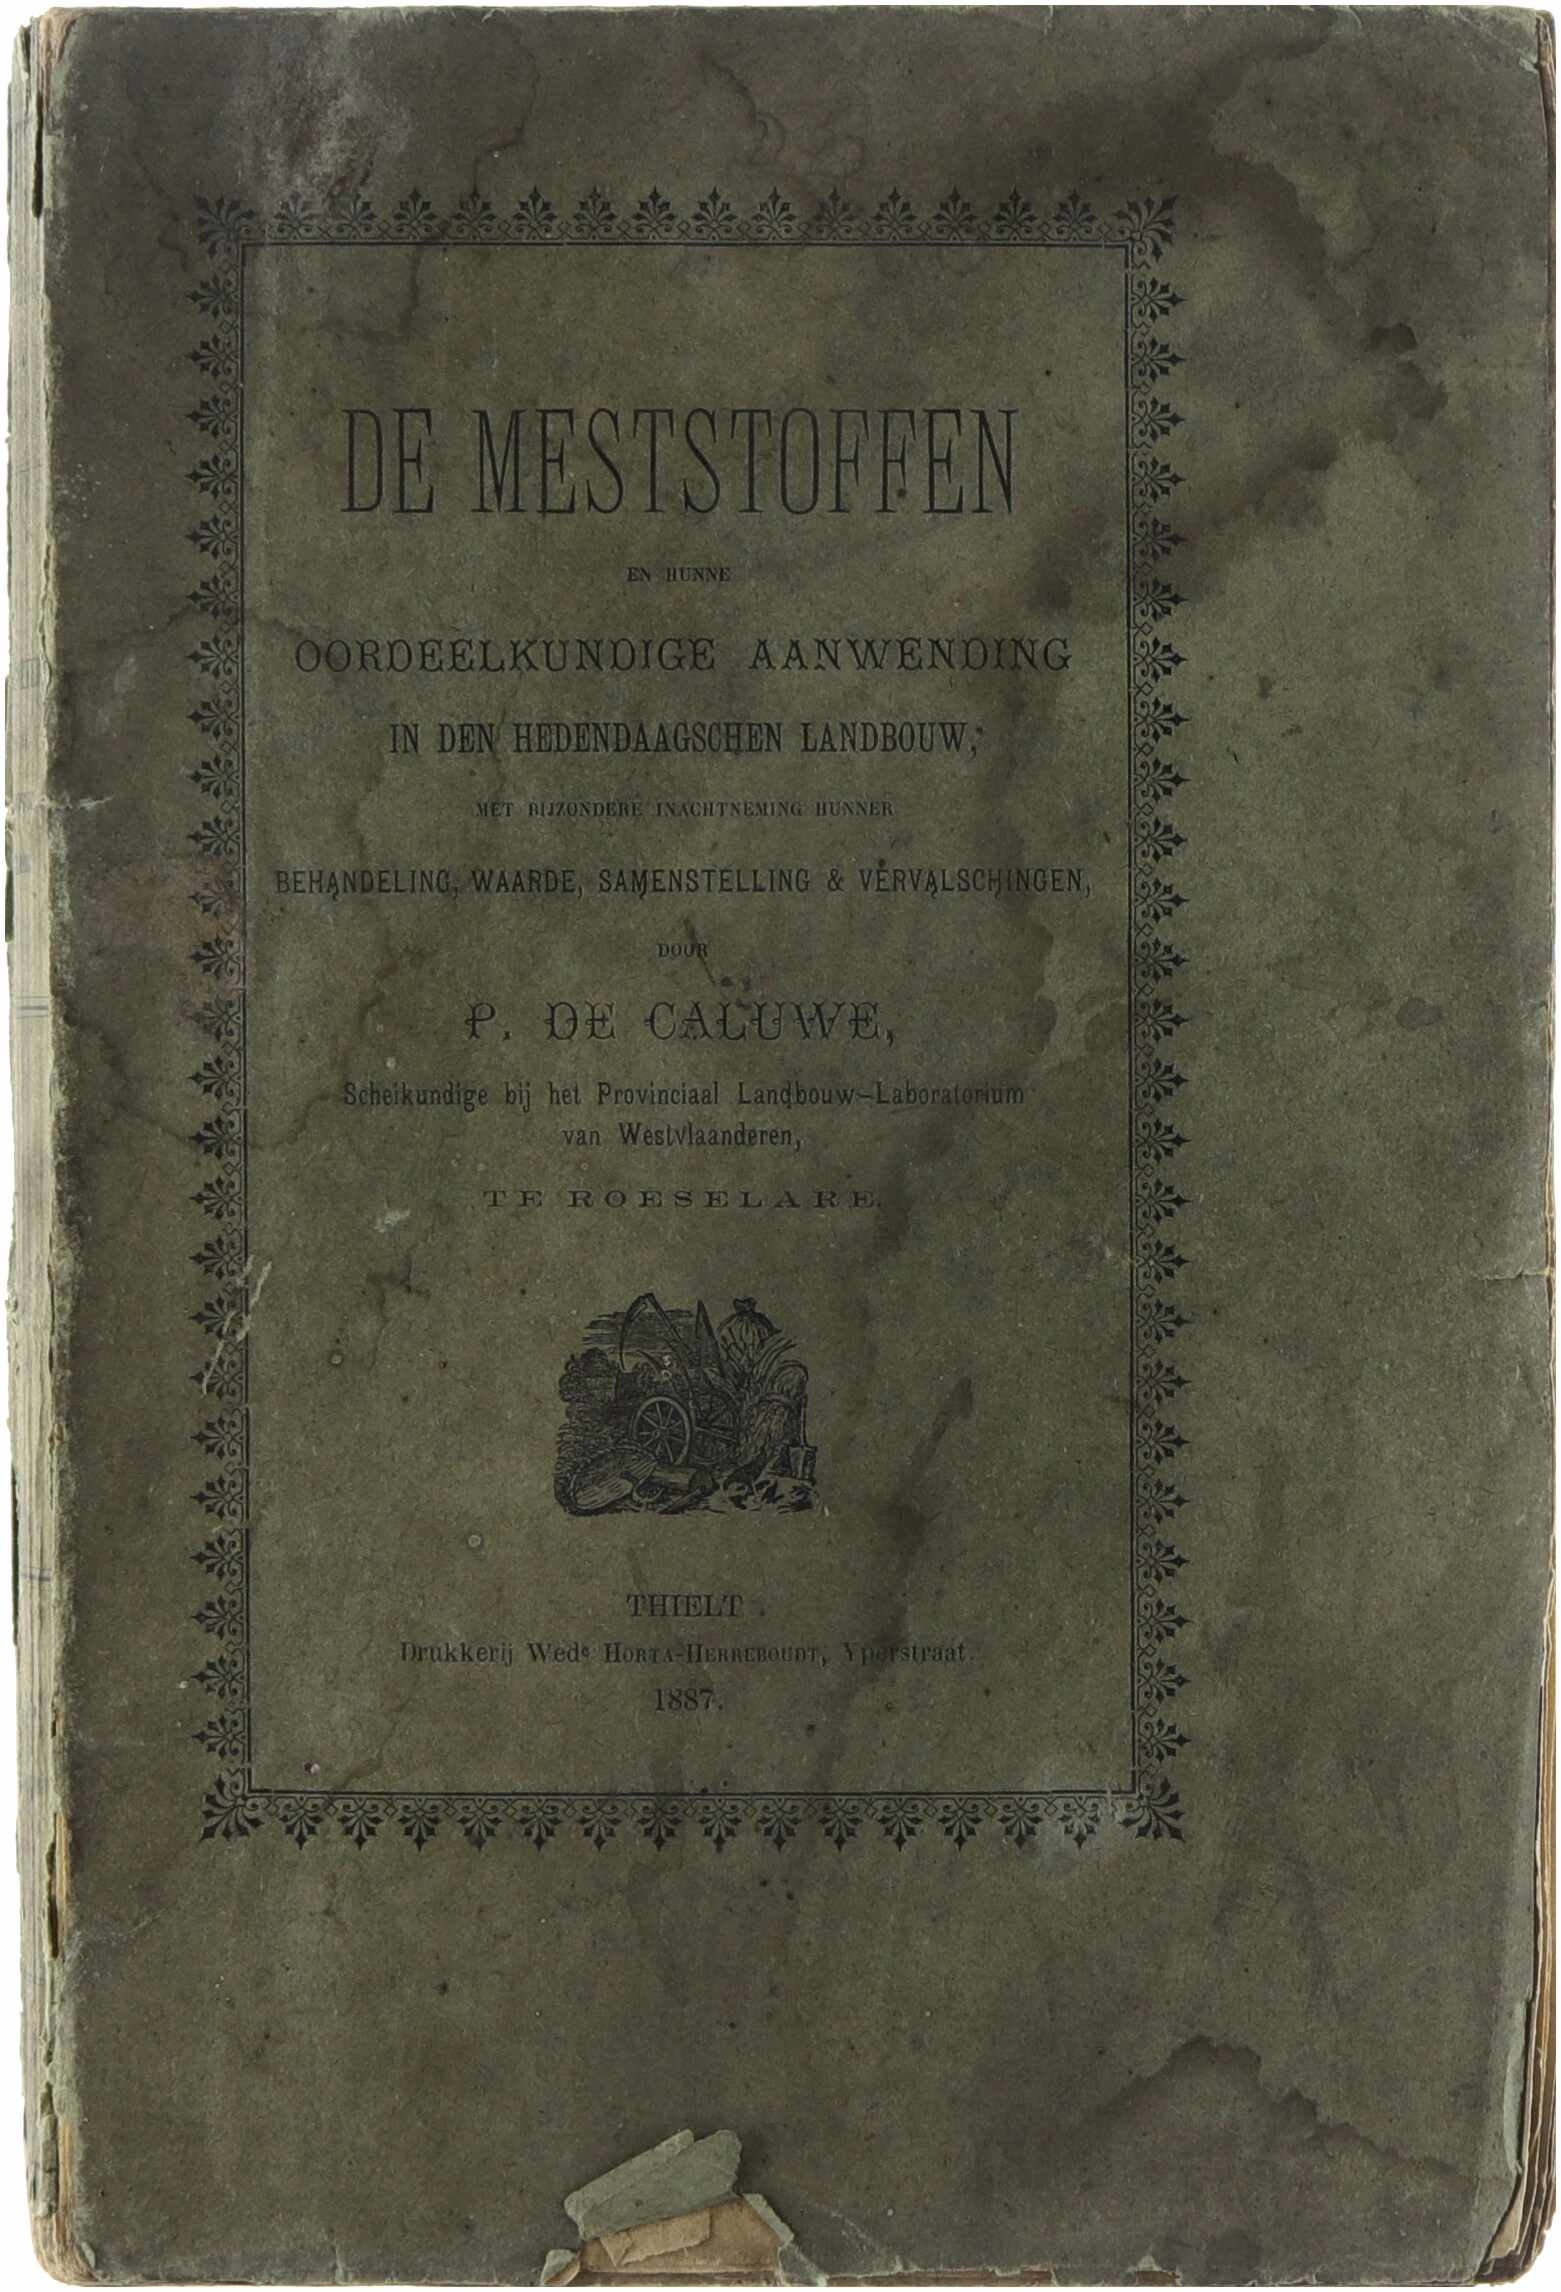 DE MESTSTOFFEN
EN HUNNE
OORDEELKUNDIGE AANWENDING
IN DEN HEDENDAAGSCHEN LANDBOUW,
MET BIJZONDERE INACHTNEMING HUNNER
BEHANDELING, WAARDE, SAMENSTELLING & VERVALSCHINGEN,
DOOR
P. DE CALUWE,
Scheikundige bij het Provinciaal Landbouw-Laboratorium
van Westvlaanderen,
TE ROESELARE.
THIELT
Drukkerij Wede HORTA-HERREBOUDT, Yperstraat.
1887.